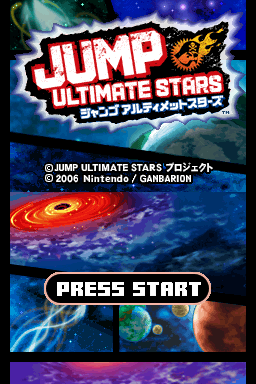 JUMP
ULTIMATE STARS
ジャンプ アルティメットスターズ
TM
©JUMP ULTIMATE STARS プロジェクト
© 2006 Nintendo / GANBARION
PRESS START